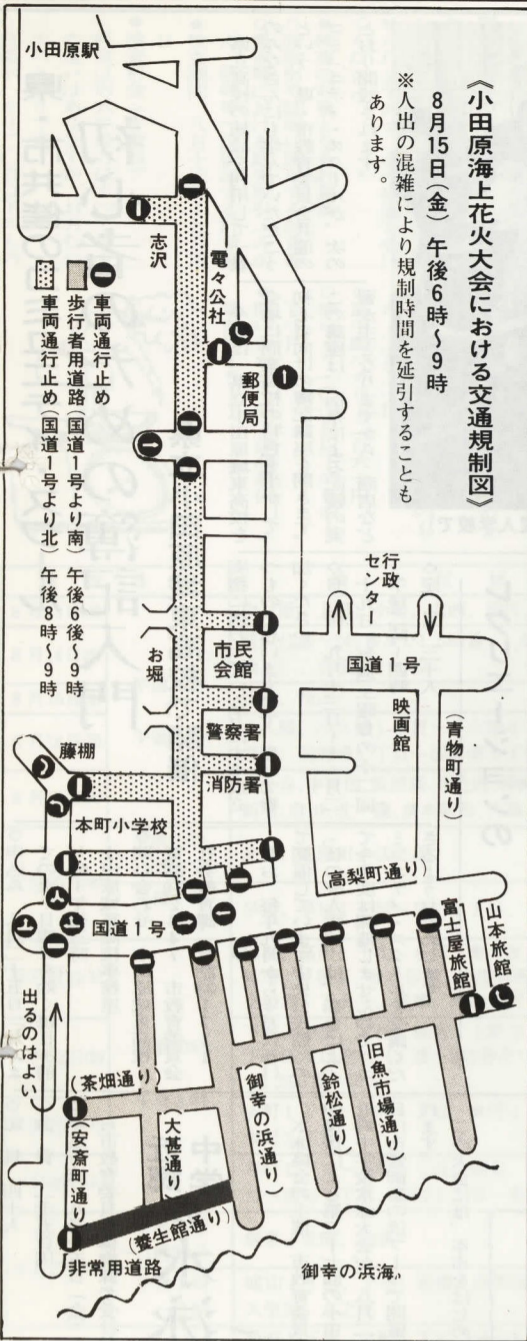 《小田原海上花火大会における交通規制図》
8月15日(金) 午後6時〜9時
※人出の混雑により規制時間を延引することも
あります。
小田原駅
志沢
電々公社
郵便局
車両通行止め
歩行者用道路(国道1号より南) 午後6時〜9時
車両通行止め(国道1号より北) 午後8時〜9時
行政
センター
国道1号
映画館
(青物町通り)
市民
会館
お堀
警察署
消防署
藤棚
本町小学校
(高梨町通り)
国道1号
富士屋旅館
山本旅館
出るのはよい
(茶畑通り)
(安斎町通り)
(大甚通り)
(御幸の浜通り)
(鈴松通り)
(旧魚市場通り)
(養生館通り)
非常用道路
御幸の浜海